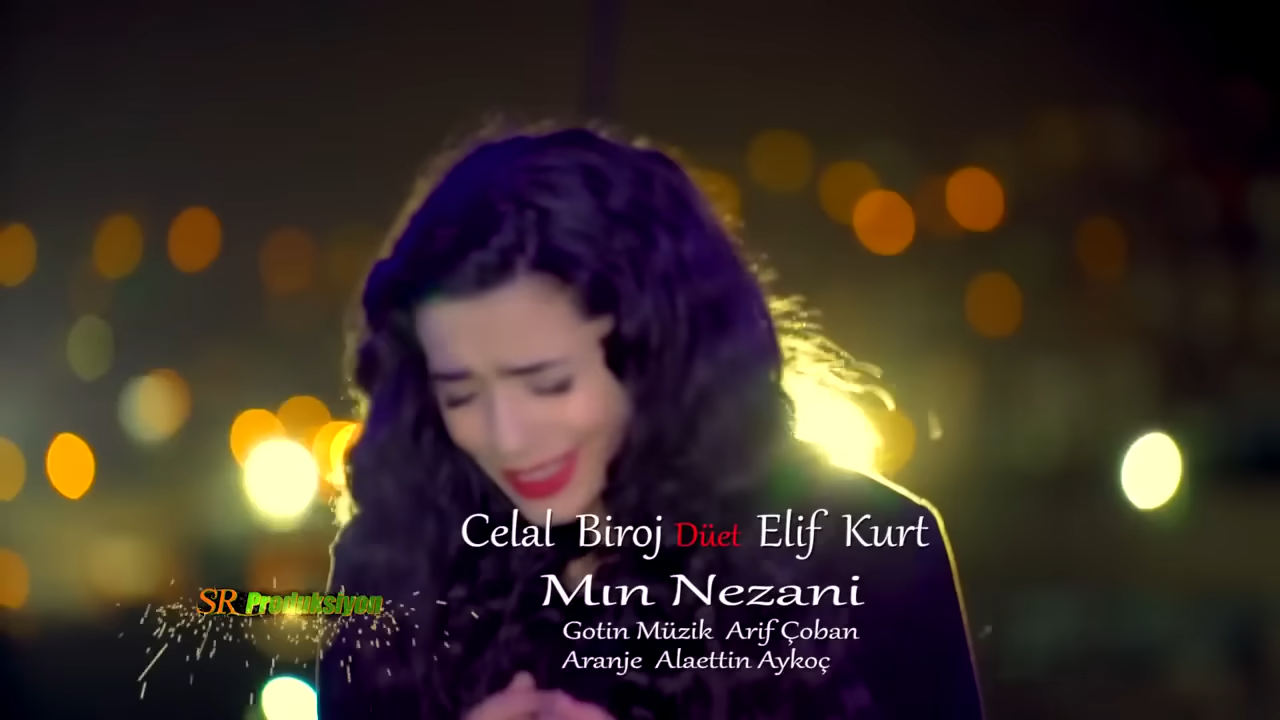 Celal Biroj Düet Elif Kurt
Mın Nezani
SR Produksiyon
Gotin Müzik Arif Çoban
Aranje Alaettin Aykoç